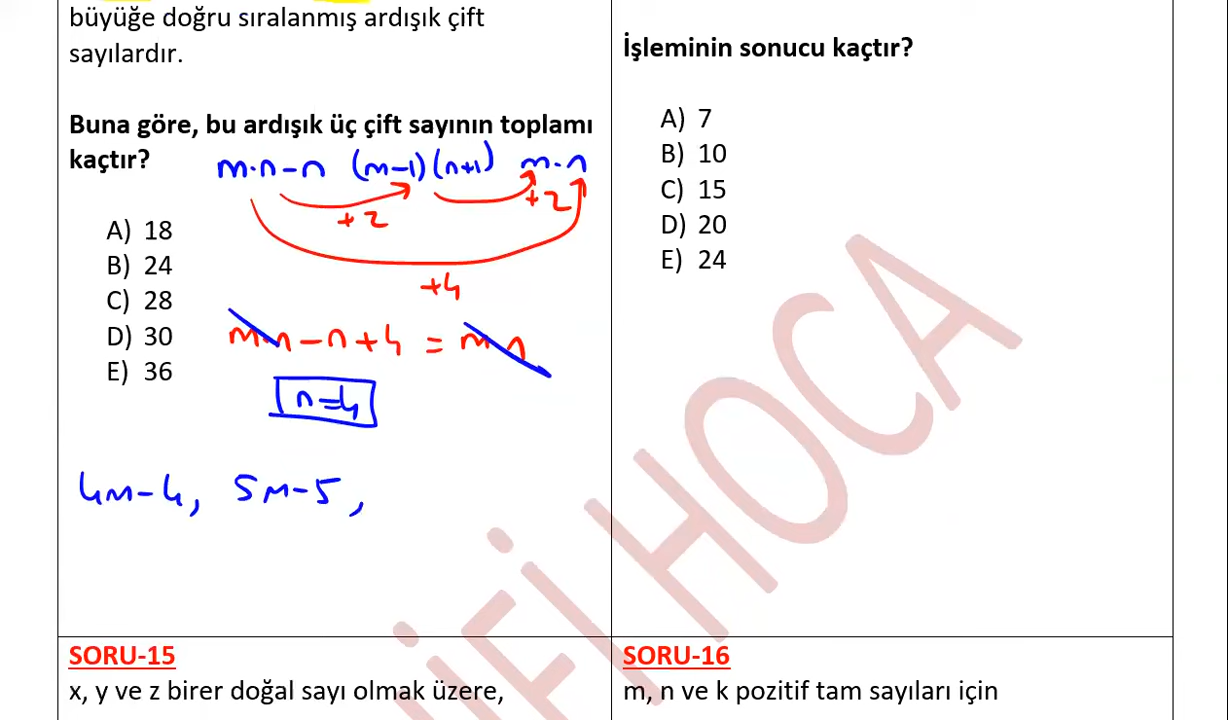 büyüğe doğru sıralanmış ardışık çift
sayılardır.
Buna göre, bu ardışık üç çift sayının toplamı
kaçtır?
m.n-n (m-1)(n+1) m.n
+2
+2
+4
A) 18
B) 24
C) 28
D) 30
E) 36
m.n-n+4 = m.n
n=4
4m-4, 5m-5,
İşleminin sonucu kaçtır?
A) 7
B) 10
C) 15
D) 20
E) 24
SORU-15
x, y ve z birer doğal sayı olmak üzere,
SORU-16
m, n ve k pozitif tam sayıları için
İFİ HOCA